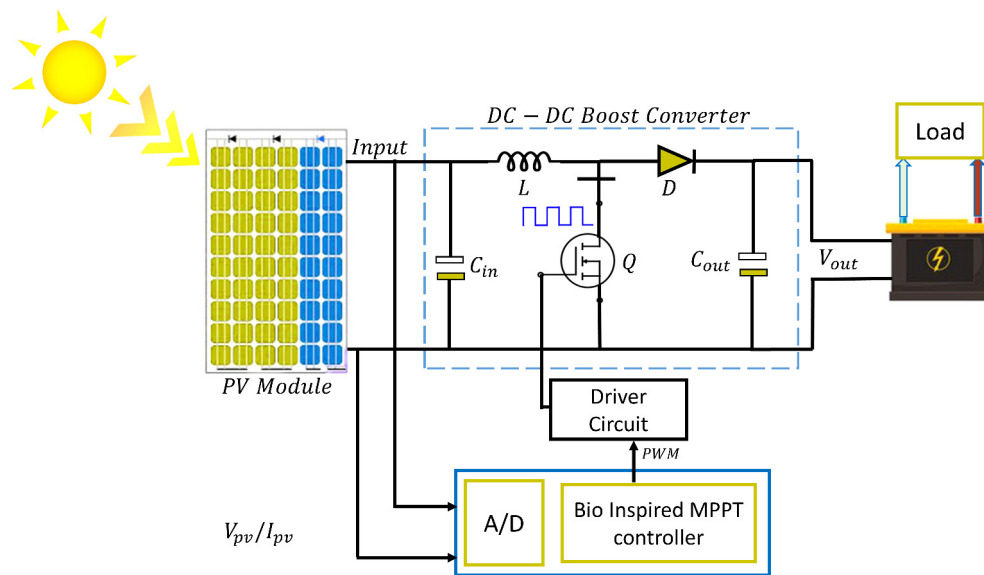 DC − DC Boost Converter
Load
Input
L
D
C_in
Q
C_out
V_out
PV Module
Driver
Circuit
PWM
A/D
Bio Inspired MPPT
controller
V_pv/I_pv